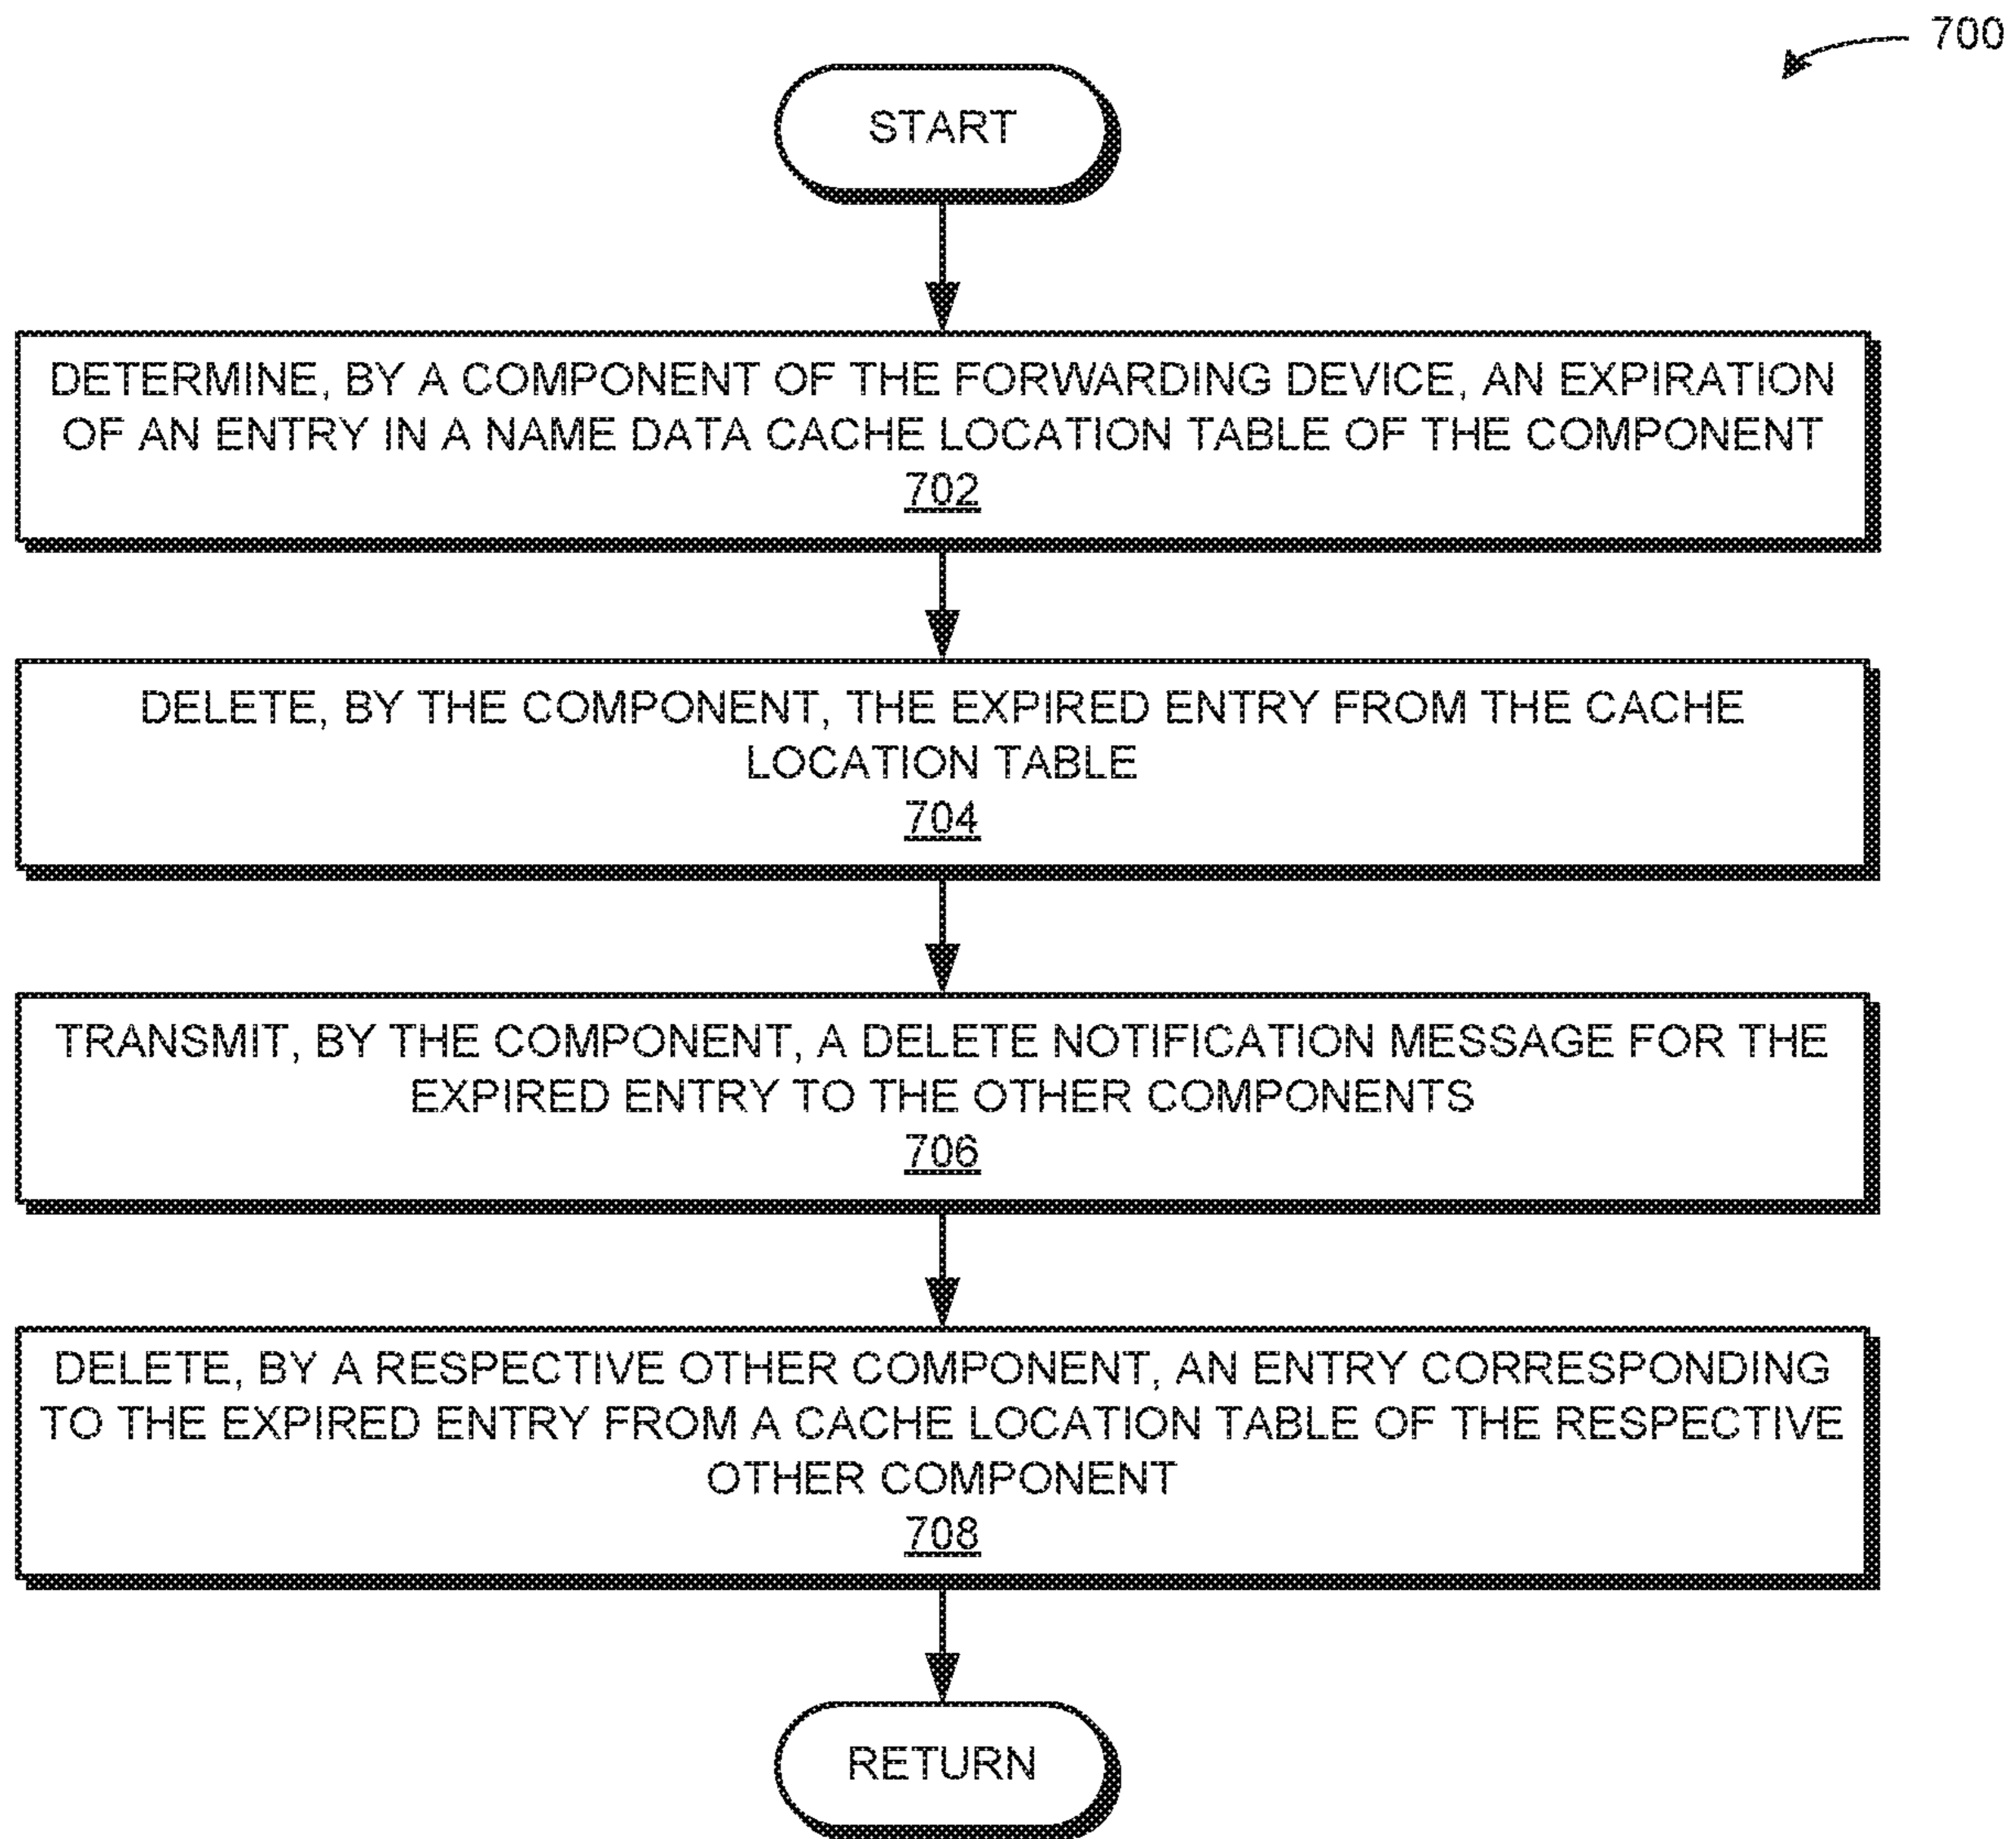 700
START
DETERMINE, BY A COMPONENT OF THE FORWARDING DEVICE, AN EXPIRATION
OF AN ENTRY IN A NAME DATA CACHE LOCATION TABLE OF THE COMPONENT
702
DELETE, BY THE COMPONENT, THE EXPIRED ENTRY FROM THE CACHE
LOCATION TABLE
704
TRANSMIT, BY THE COMPONENT, A DELETE NOTIFICATION MESSAGE FOR THE
EXPIRED ENTRY TO THE OTHER COMPONENTS
706
DELETE, BY A RESPECTIVE OTHER COMPONENT, AN ENTRY CORRESPONDING
TO THE EXPIRED ENTRY FROM A CACHE LOCATION TABLE OF THE RESPECTIVE
OTHER COMPONENT
708
RETURN